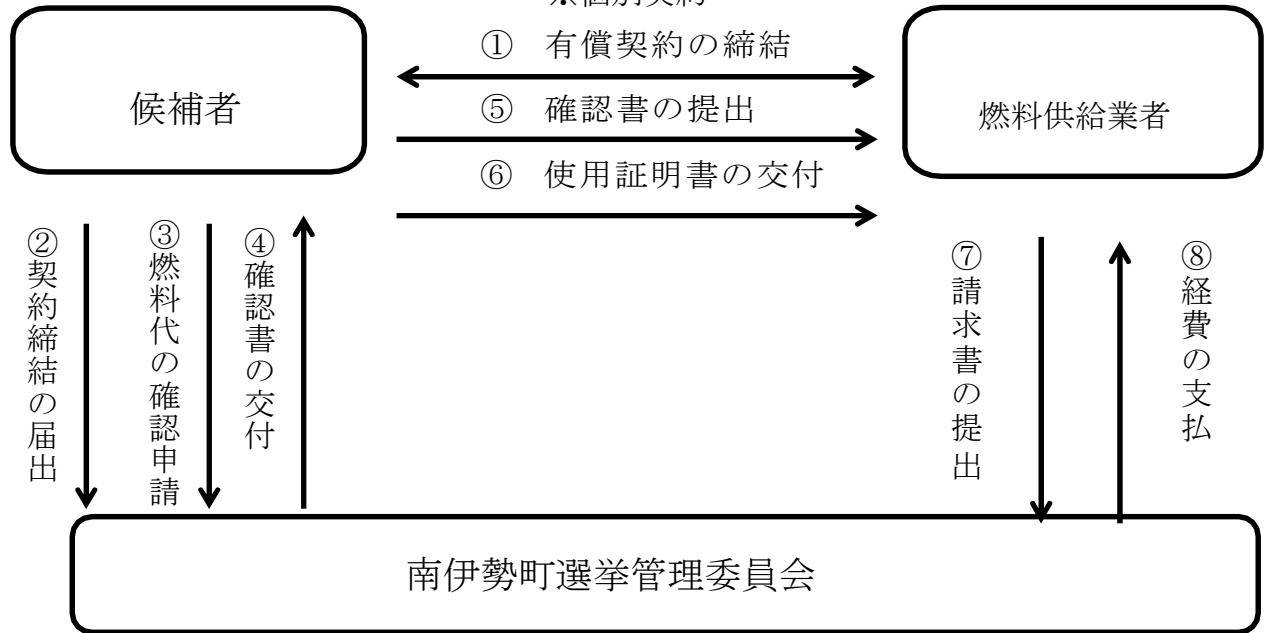 ※個別契約
① 有償契約の締結
候補者
⑤ 確認書の提出
燃料供給業者
⑥ 使用証明書の交付
②契約締結の届出
③燃料代の確認申請
④確認書の交付
⑦請求書の提出
⑧経費の支払
南伊勢町選挙管理委員会